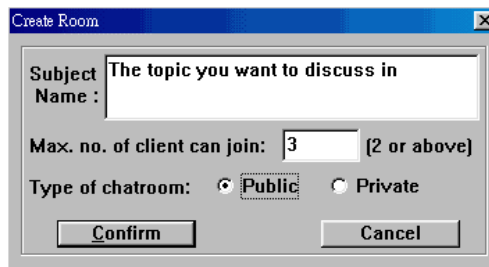 Create Room
Subject Name :
The topic you want to discuss in
Max. no. of client can join: 3 (2 or above)
Type of chatroom: Public Private
Confirm Cancel